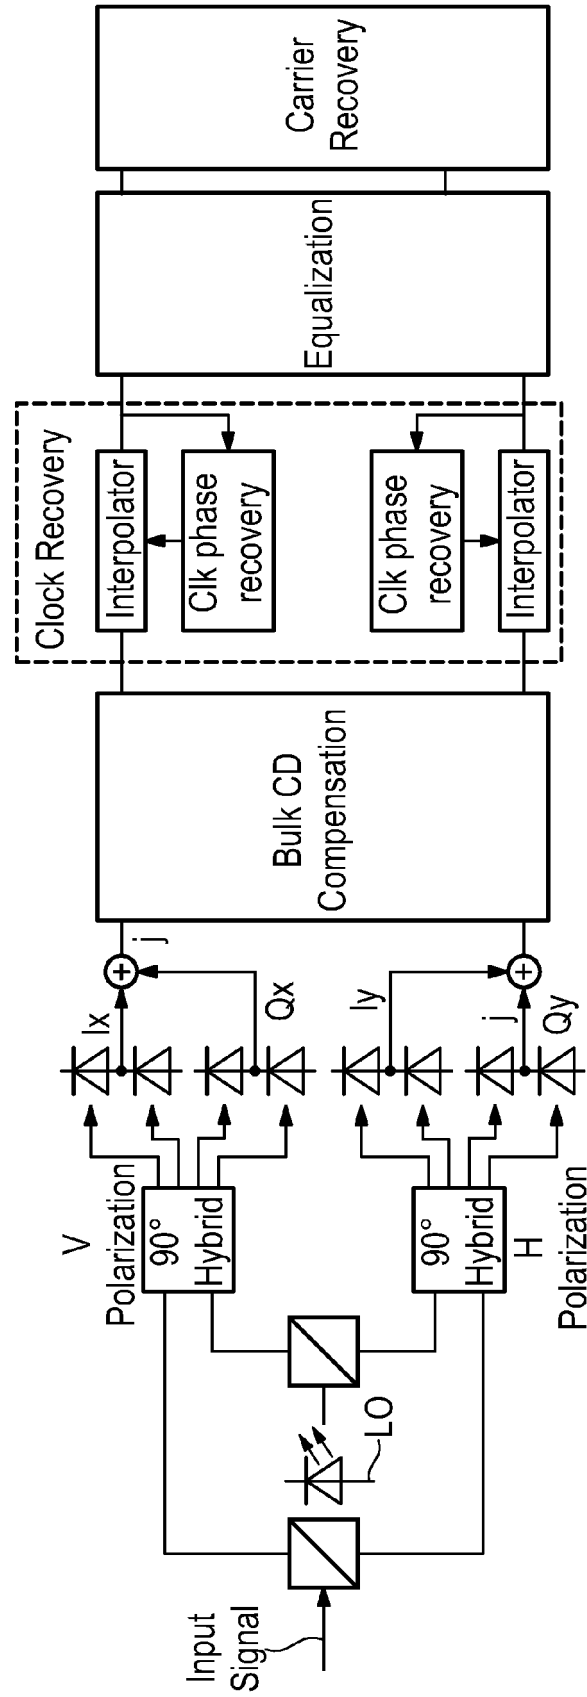 Input
Signal
LO
V
Polarization
90°
Hybrid
90°
Hybrid
H
Polarization
Ix
Qx
Iy
j
Qy
j
Bulk CD
Compensation
Clock Recovery
Interpolator
Clk phase
recovery
Clk phase
recovery
Interpolator
Equalization
Carrier
Recovery